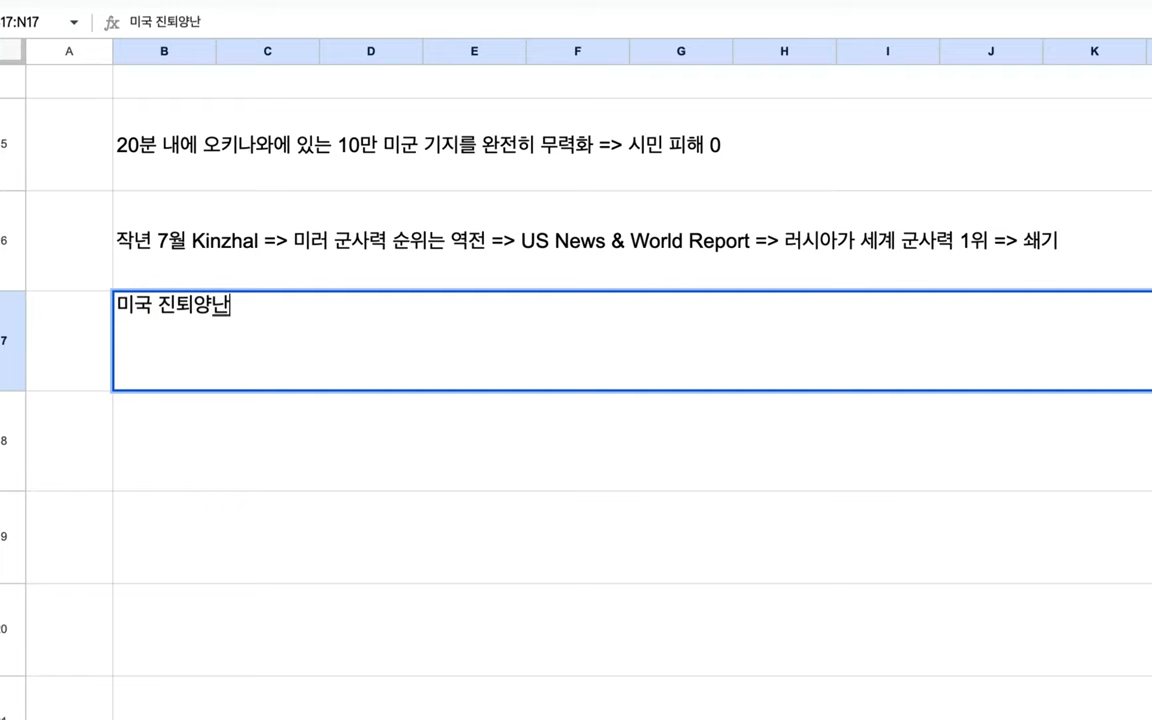 17:N17 fx 미국 진퇴양난
A B C D E F G H I J K
5 20분 내에 오키나와에 있는 10만 미군 기지를 완전히 무력화 => 시민 피해 0
6 작년 7월 Kinzhal => 미러 군사력 순위는 역전 => US News & World Report => 러시아가 세계 군사력 1위 => 쇄기
7 미국 진퇴양난
8
9
0